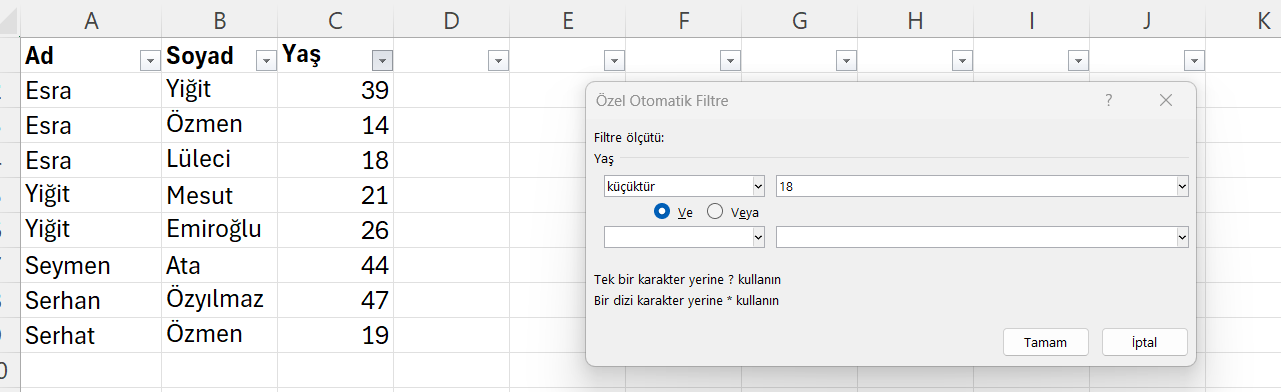 A B C D E F G H I J K
Ad Soyad Yaş
Esra Yiğit 39
Esra Özmen 14
Esra Lüleci 18
Yiğit Mesut 21
Yiğit Emiroğlu 26
Seymen Ata 44
Serhan Özyılmaz 47
Serhat Özmen 19
Özel Otomatik Filtre ?
Filtre ölçütü:
Yaş
küçüktür 18
Ve Veya
Tek bir karakter yerine ? kullanın
Bir dizi karakter yerine * kullanın
Tamam İptal